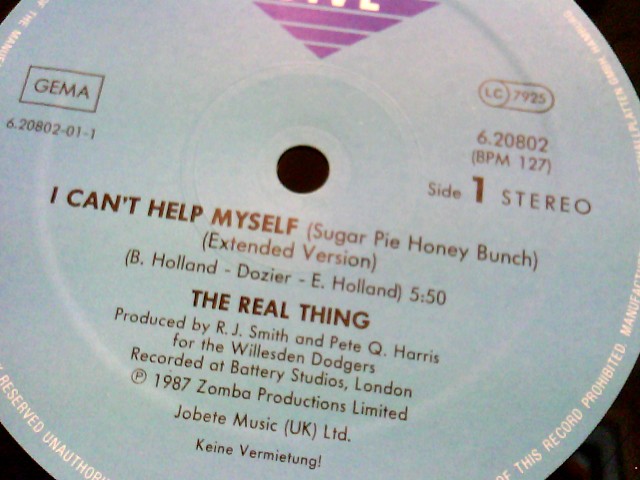 IVE
GEMA
LC 7925
6.20802-01-1
6.20802
(BPM 127)
Side 1 STEREO
I CAN'T HELP MYSELF (Sugar Pie Honey Bunch)
(Extended Version)
(B. Holland - Dozier - E. Holland) 5:50
THE REAL THING
Produced by R. J. Smith and Pete Q. Harris
for the Willesden Dodgers
Recorded at Battery Studios, London
℗ 1987 Zomba Productions Limited
Jobete Music (UK) Ltd.
Keine Vermietung!
RESERVED UNAUTHORI
OF THIS RECORD PROHIBITED. MANUFAC